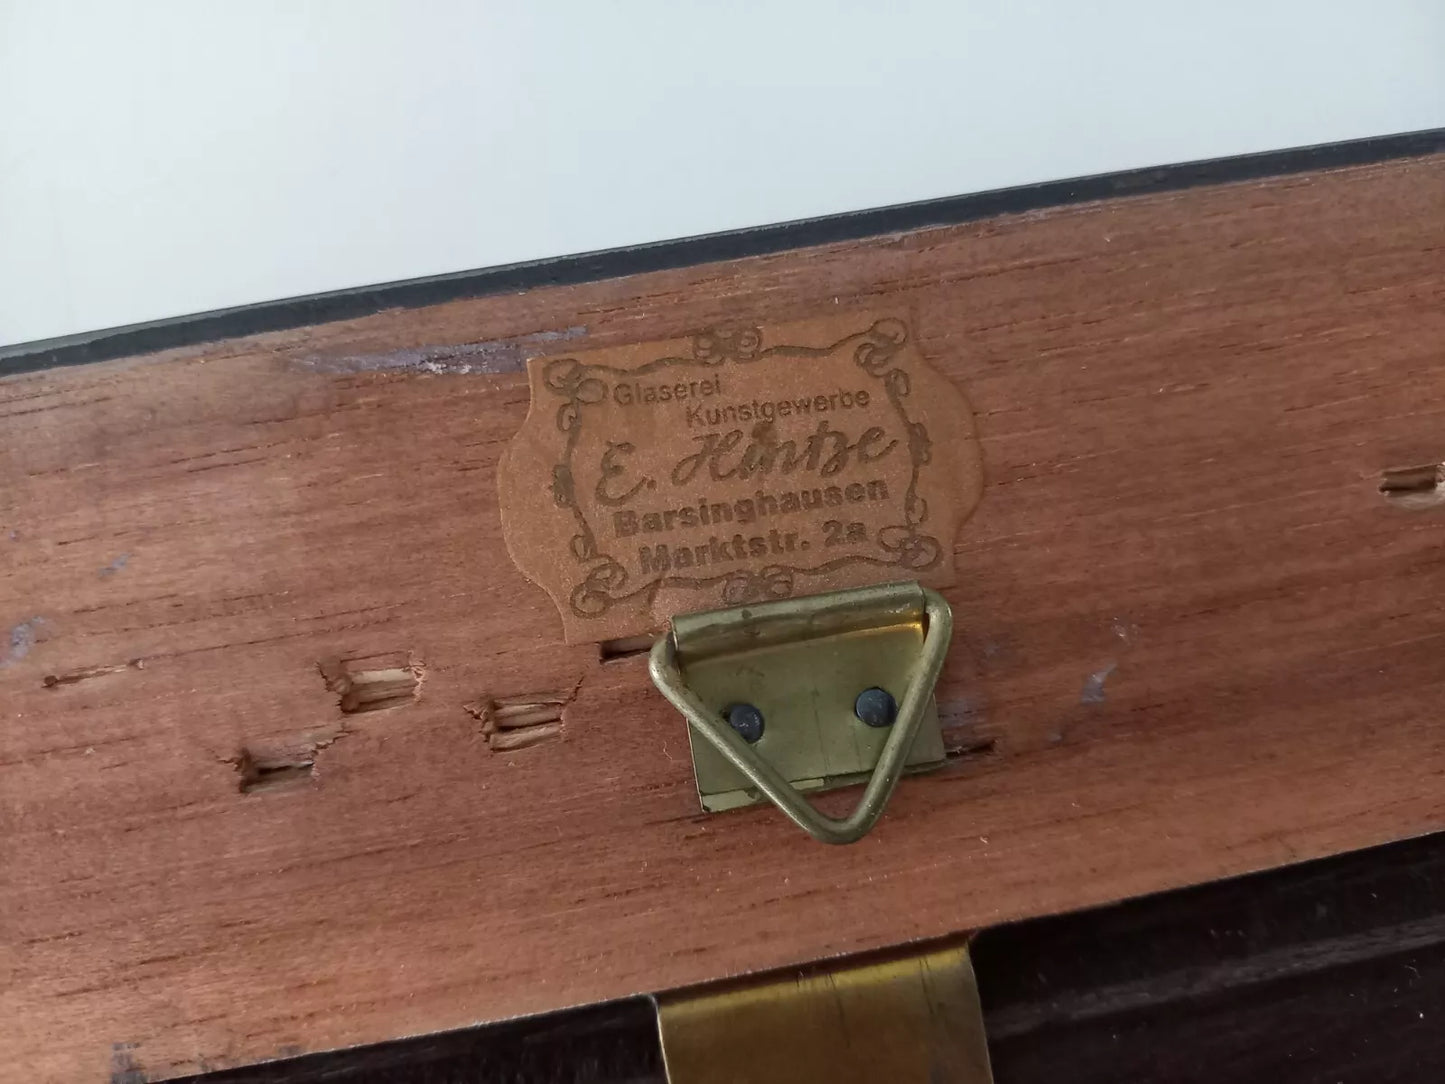 Glaserei
Kunstgewerbe
E. Hintze
Barsinghausen
Marktstr. 2a